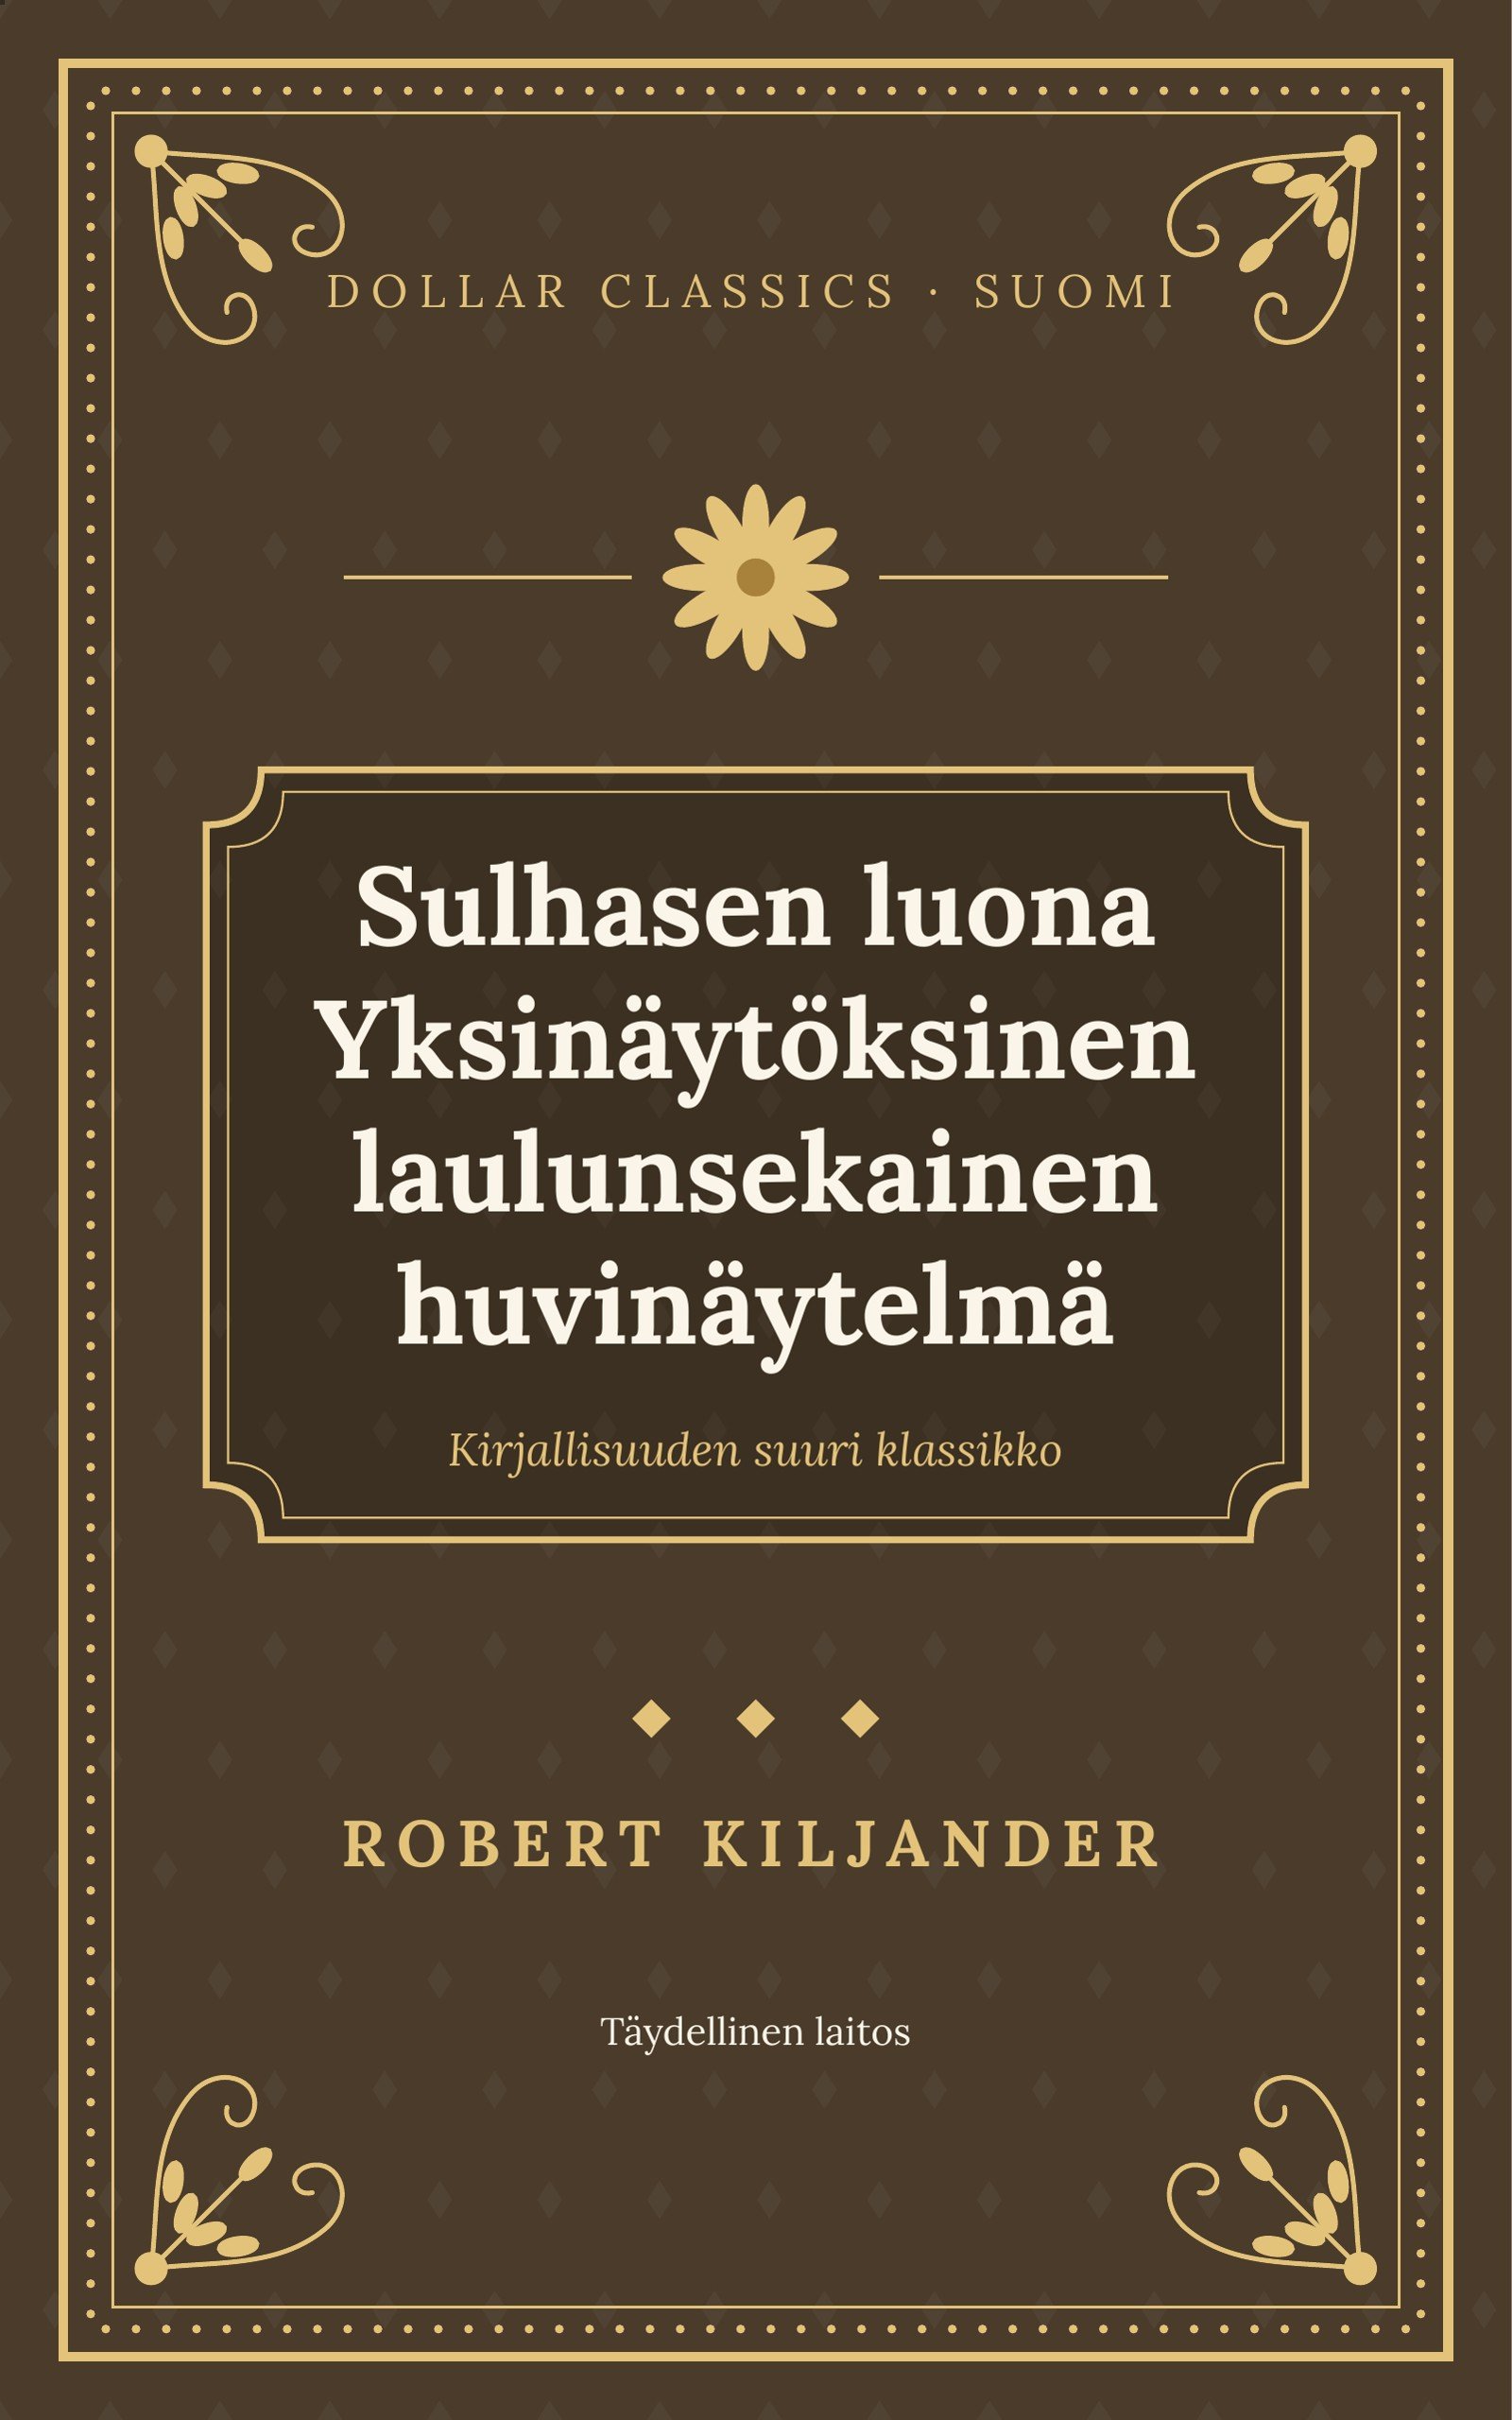 DOLLAR CLASSICS · SUOMI
Sulhasen luona
Yksinäytöksinen
laulunsekainen
huvinäytelmä
Kirjallisuuden suuri klassikko
ROBERT KILJANDER
Täydellinen laitos